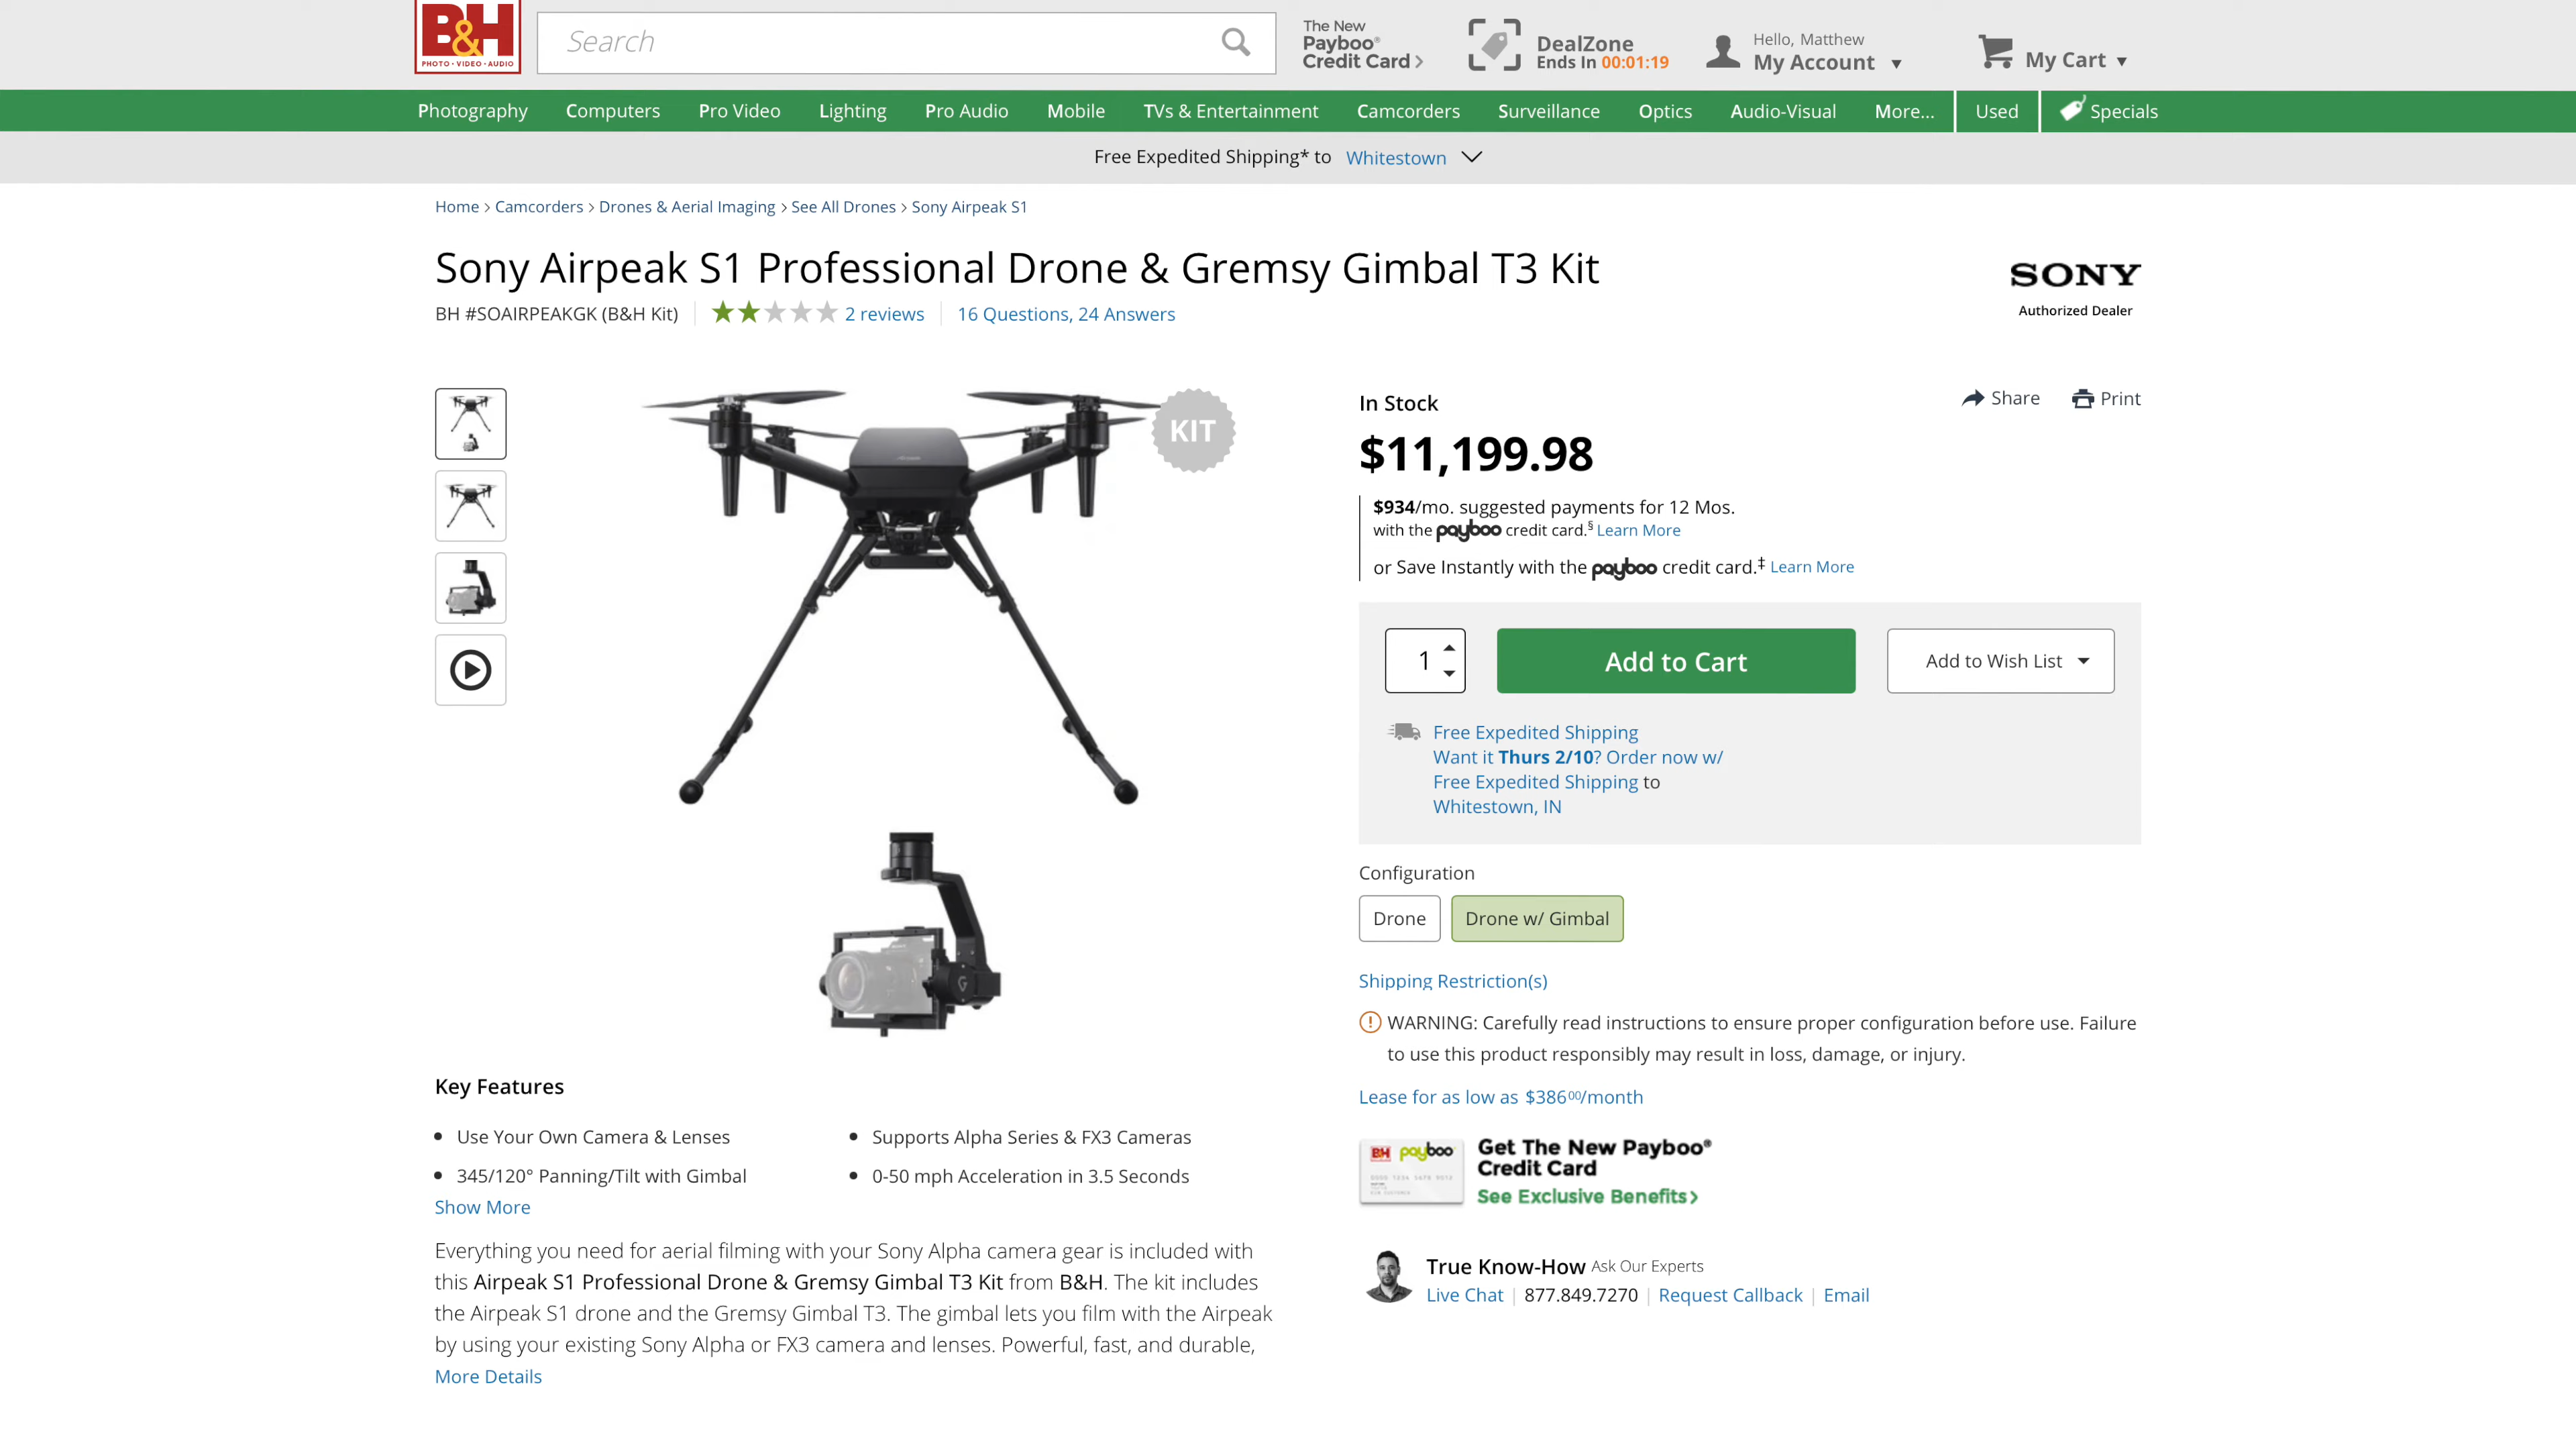 B&H
PHOTO · VIDEO · AUDIO
Search
The New
Payboo®
Credit Card >
DealZone
Ends In 00:01:19
Hello, Matthew
My Account ▼
My Cart ▼
Photography Computers Pro Video Lighting Pro Audio Mobile TVs & Entertainment Camcorders Surveillance Optics Audio-Visual More... Used Specials
Free Expedited Shipping* to Whitestown
Home > Camcorders > Drones & Aerial Imaging > See All Drones > Sony Airpeak S1
Sony Airpeak S1 Professional Drone & Gremsy Gimbal T3 Kit
BH #SOAIRPEAKGK (B&H Kit) 2 reviews 16 Questions, 24 Answers
SONY
Authorized Dealer
KIT
In Stock
Share Print
$11,199.98
$934/mo. suggested payments for 12 Mos.
with the payboo credit card.§ Learn More
or Save Instantly with the payboo credit card.‡ Learn More
1
Add to Cart
Add to Wish List
Free Expedited Shipping
Want it Thurs 2/10? Order now w/
Free Expedited Shipping to
Whitestown, IN
Configuration
Drone Drone w/ Gimbal
Shipping Restriction(s)
WARNING: Carefully read instructions to ensure proper configuration before use. Failure
to use this product responsibly may result in loss, damage, or injury.
Lease for as low as $386⁰⁰/month
B&H payboo
Get The New Payboo®
Credit Card
See Exclusive Benefits >
True Know-How Ask Our Experts
Live Chat | 877.849.7270 | Request Callback | Email
Key Features
• Use Your Own Camera & Lenses
• Supports Alpha Series & FX3 Cameras
• 345/120° Panning/Tilt with Gimbal
• 0-50 mph Acceleration in 3.5 Seconds
Show More
Everything you need for aerial filming with your Sony Alpha camera gear is included with
this Airpeak S1 Professional Drone & Gremsy Gimbal T3 Kit from B&H. The kit includes
the Airpeak S1 drone and the Gremsy Gimbal T3. The gimbal lets you film with the Airpeak
by using your existing Sony Alpha or FX3 camera and lenses. Powerful, fast, and durable,
More Details